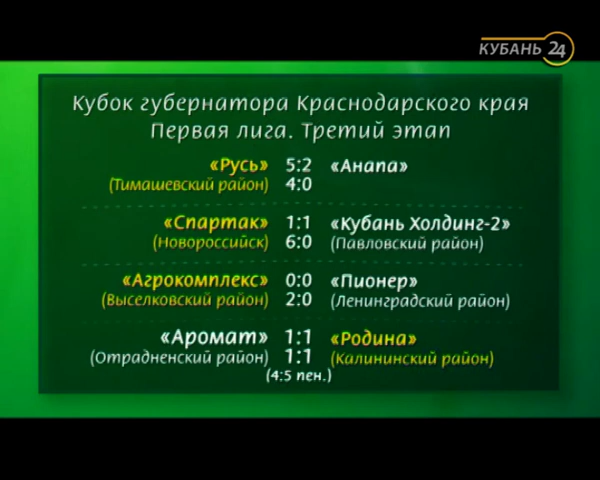 КУБАНЬ 24
Кубок губернатора Краснодарского края
Первая лига. Третий этап
«Русь» 5:2 «Анапа»
(Тимашевский район) 4:0
«Спартак» 1:1 «Кубань Холдинг-2»
(Новороссийск) 6:0 (Павловский район)
«Агрокомплекс» 0:0 «Пионер»
(Выселковский район) 2:0 (Ленинградский район)
«Аромат» 1:1 «Родина»
(Отрадненский район) 1:1 (Калининский район)
(4:5 пен.)